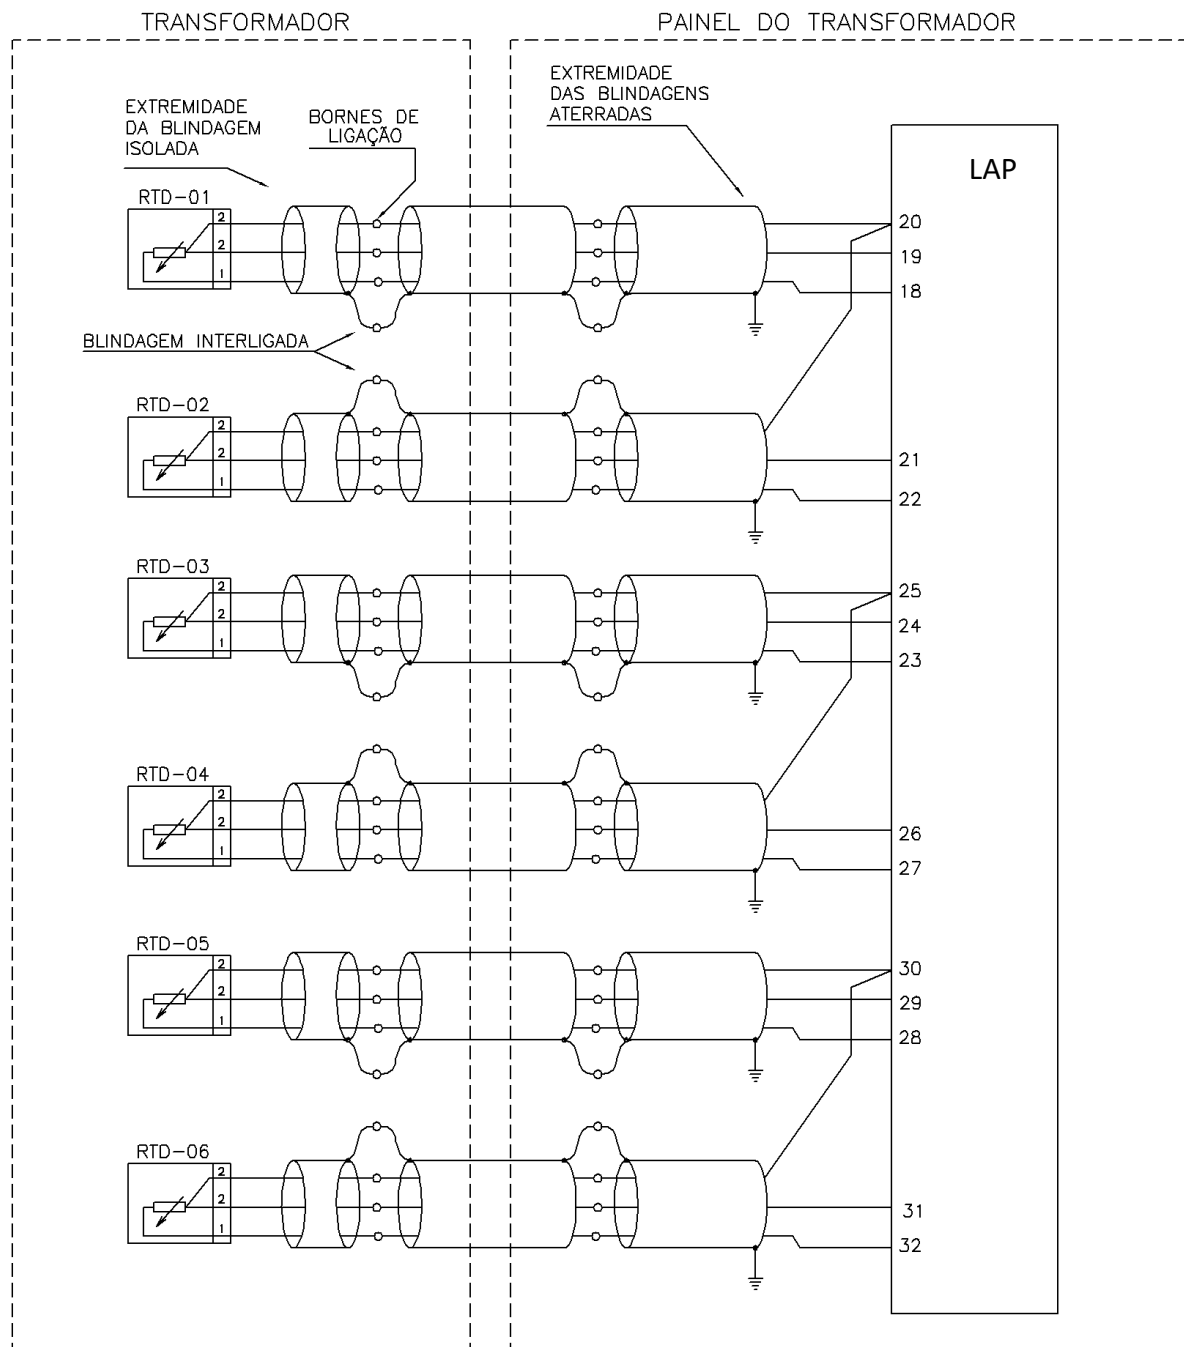 TRANSFORMADOR
PAINEL DO TRANSFORMADOR
EXTREMIDADE
DA BLINDAGEM
ISOLADA
BORNES DE
LIGAÇÃO
EXTREMIDADE
DAS BLINDAGENS
ATERRADAS
LAP
RTD-01
2
2
1
20
19
18
BLINDAGEM INTERLIGADA
RTD-02
2
2
1
21
22
RTD-03
2
2
1
25
24
23
RTD-04
2
2
1
26
27
RTD-05
2
2
1
30
29
28
RTD-06
2
2
1
31
32